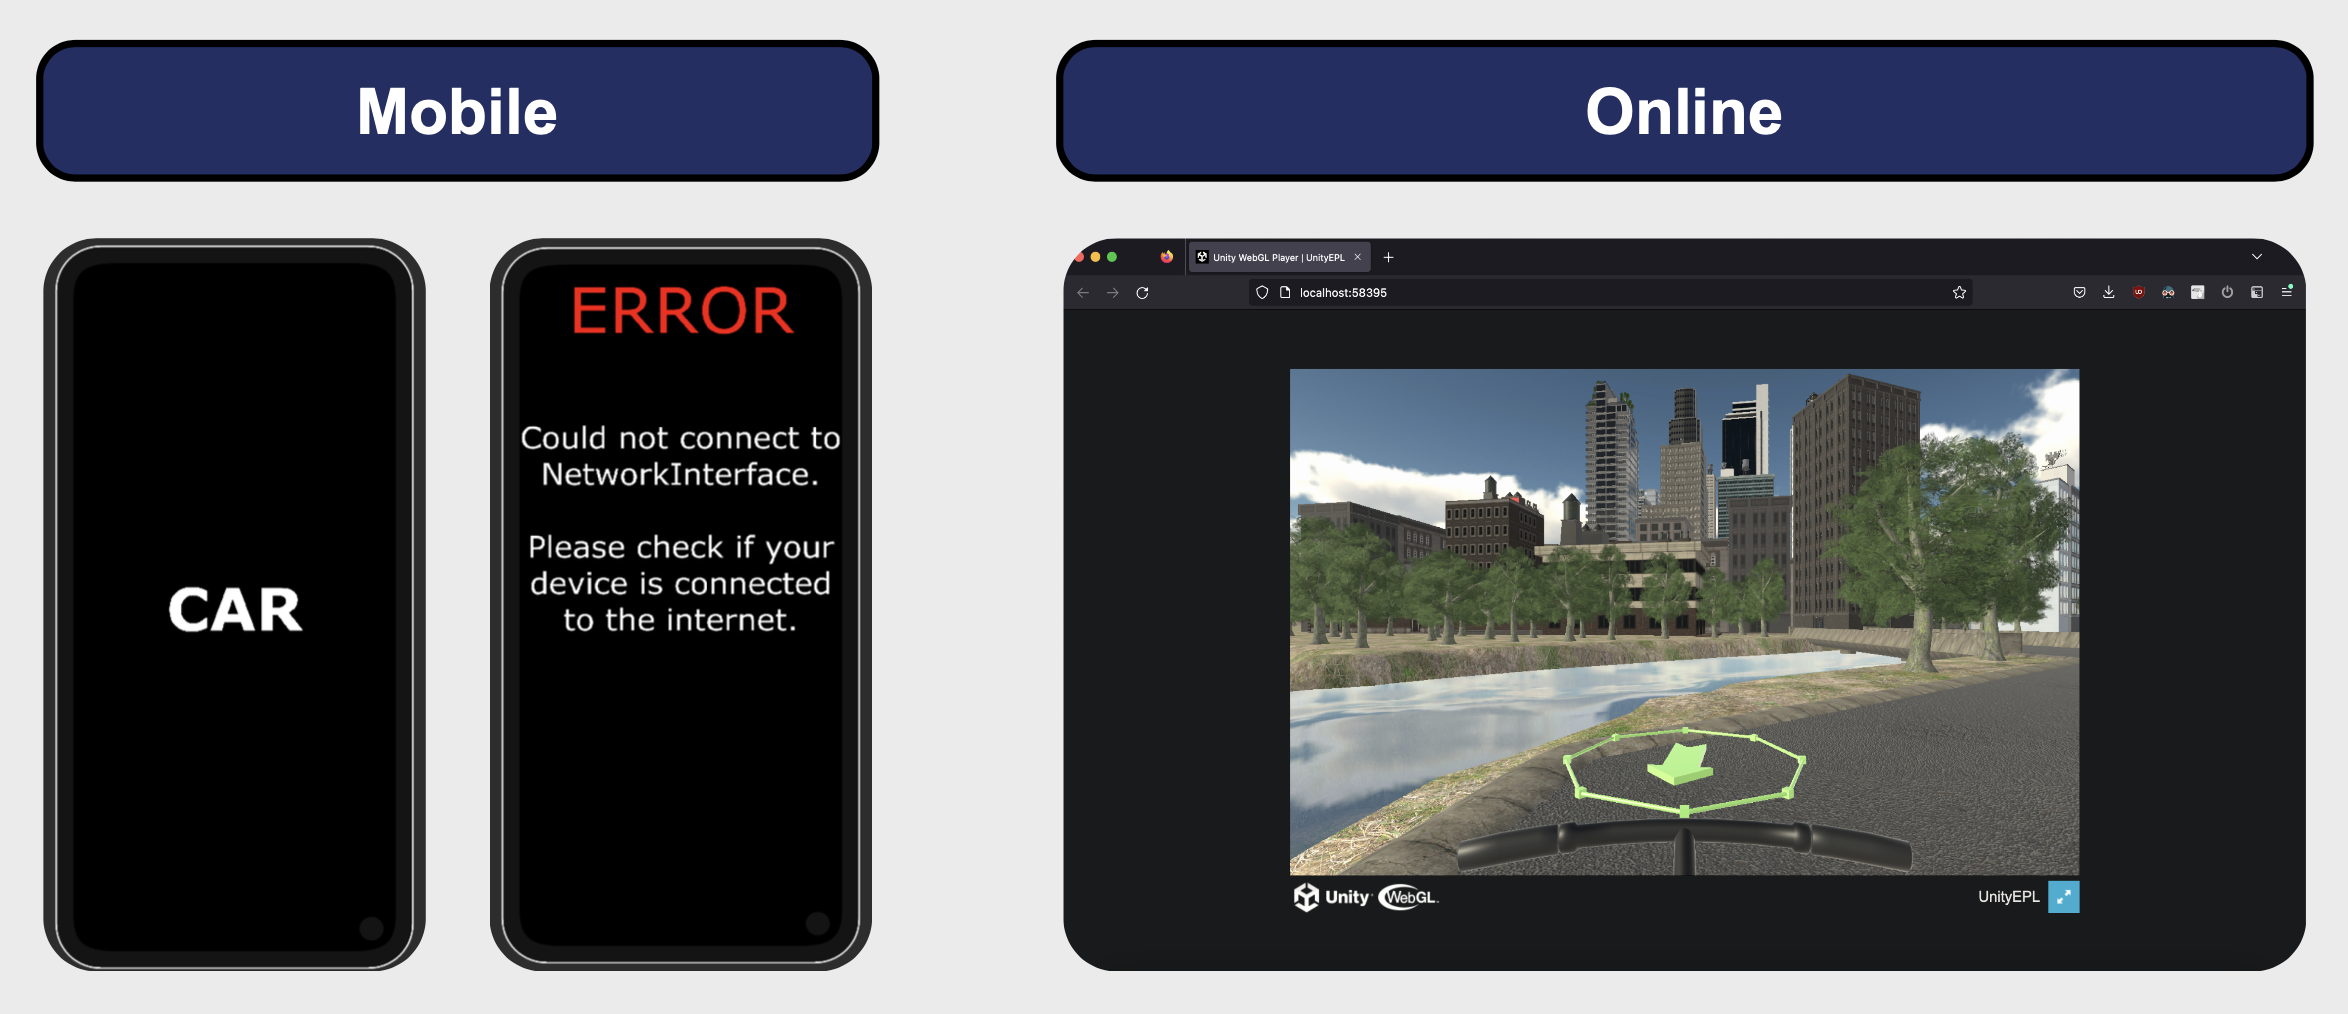 Mobile
Online
CAR
ERROR
Could not connect to
NetworkInterface.
Please check if your
device is connected
to the internet.
Unity WebGL Player | UnityEPL
localhost:58395
Unity WebGL
UnityEPL